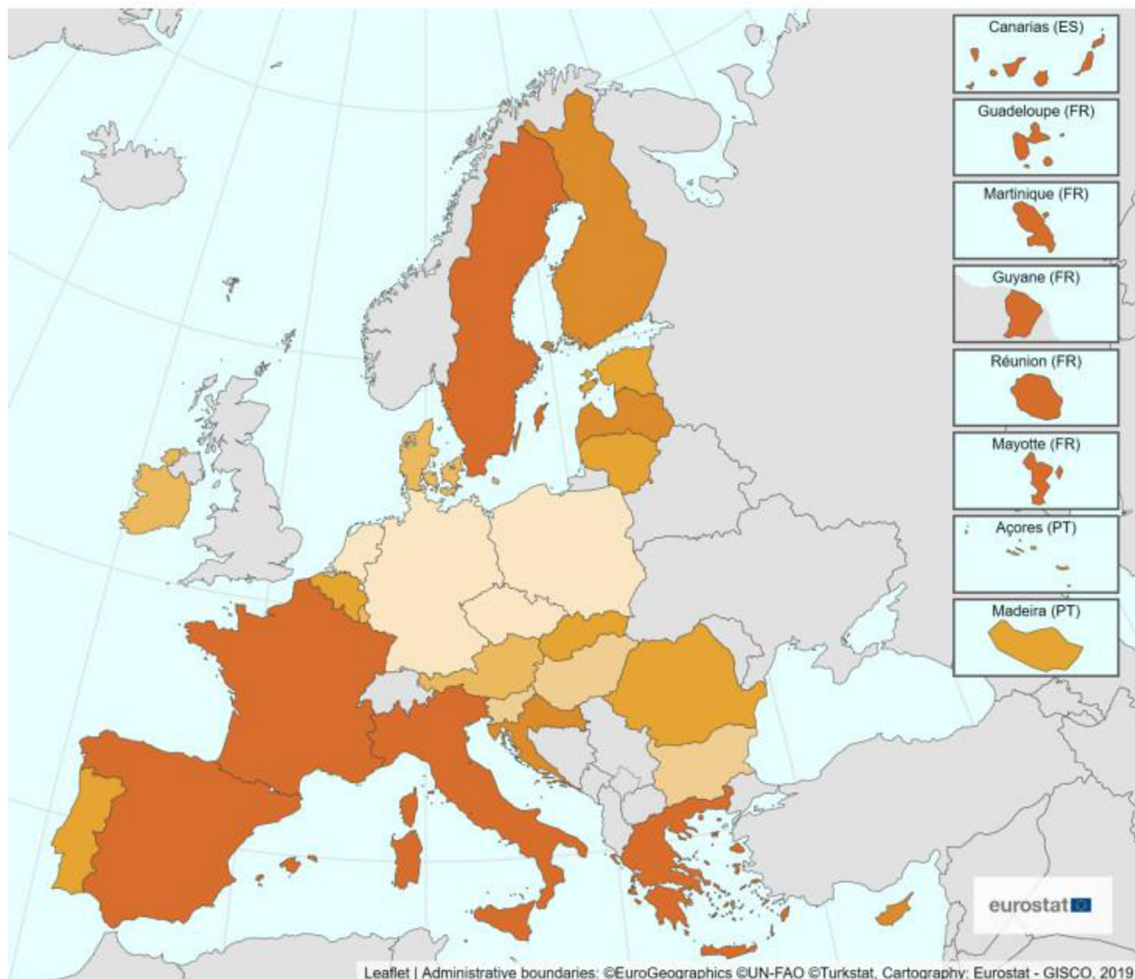 Canarias (ES)
Guadeloupe (FR)
Martinique (FR)
Guyane (FR)
Réunion (FR)
Mayotte (FR)
Açores (PT)
Madeira (PT)
eurostat
Leaflet | Administrative boundaries: ©EuroGeographics ©UN-FAO ©Turkstat, Cartography: Eurostat - GISCO, 2019